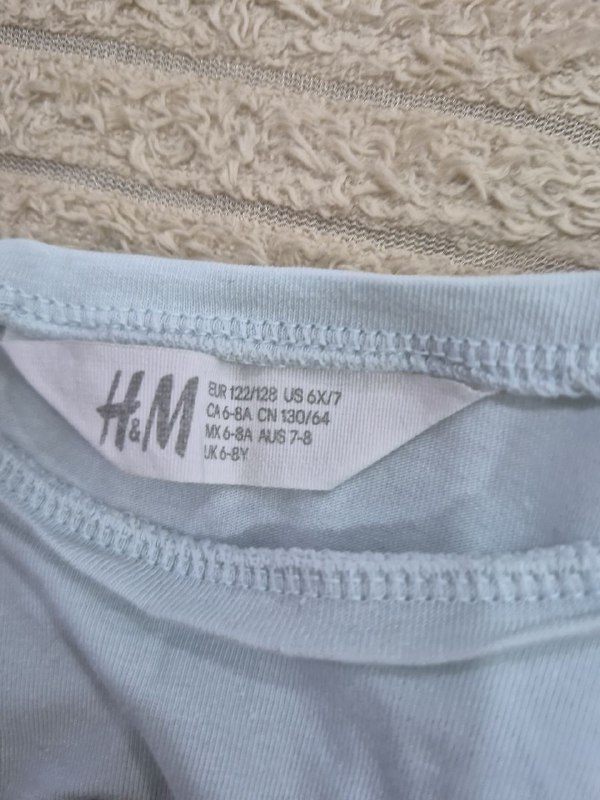 H&M
EUR 122/128 US 6X/7
CA 6-8A CN 130/64
MX 6-8A AUS 7-8
UK 6-8Y